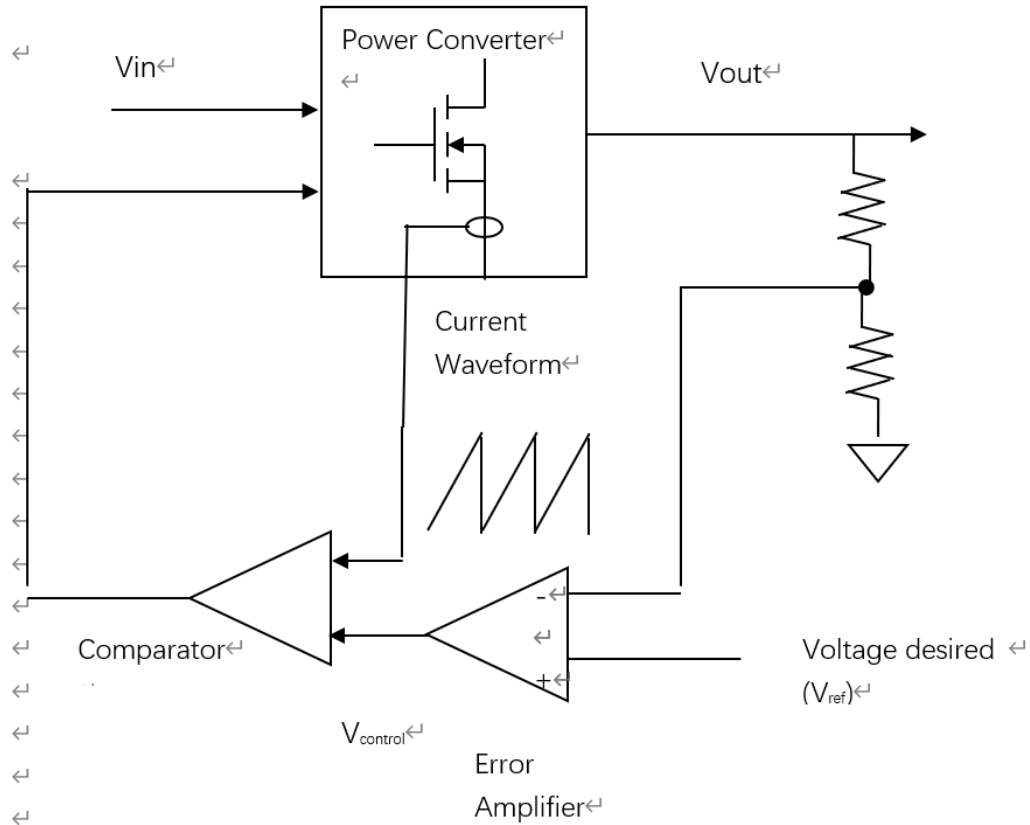 Power Converter
Vin
Vout
Current
Waveform
-
+
Comparator
Voltage desired
(Vref)
Vcontrol
Error
Amplifier